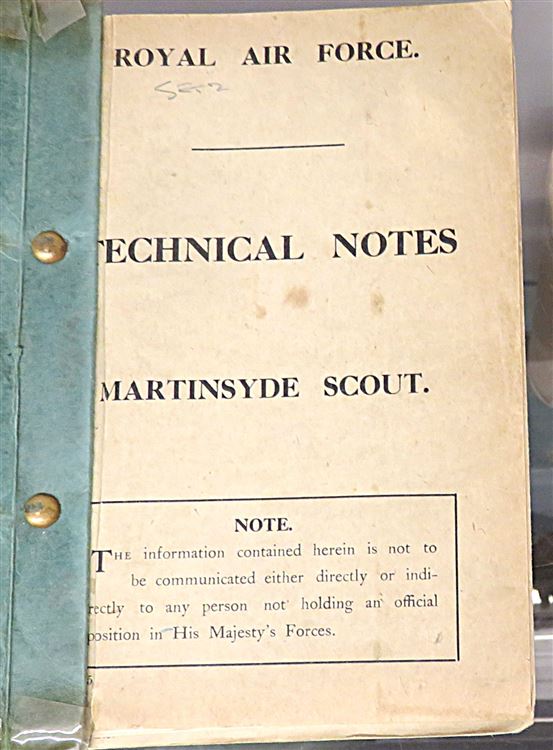 ROYAL AIR FORCE.
TECHNICAL NOTES
MARTINSYDE SCOUT.
NOTE.
THE information contained herein is not to
be communicated either directly or indi-
rectly to any person not holding an official
position in His Majesty's Forces.
5